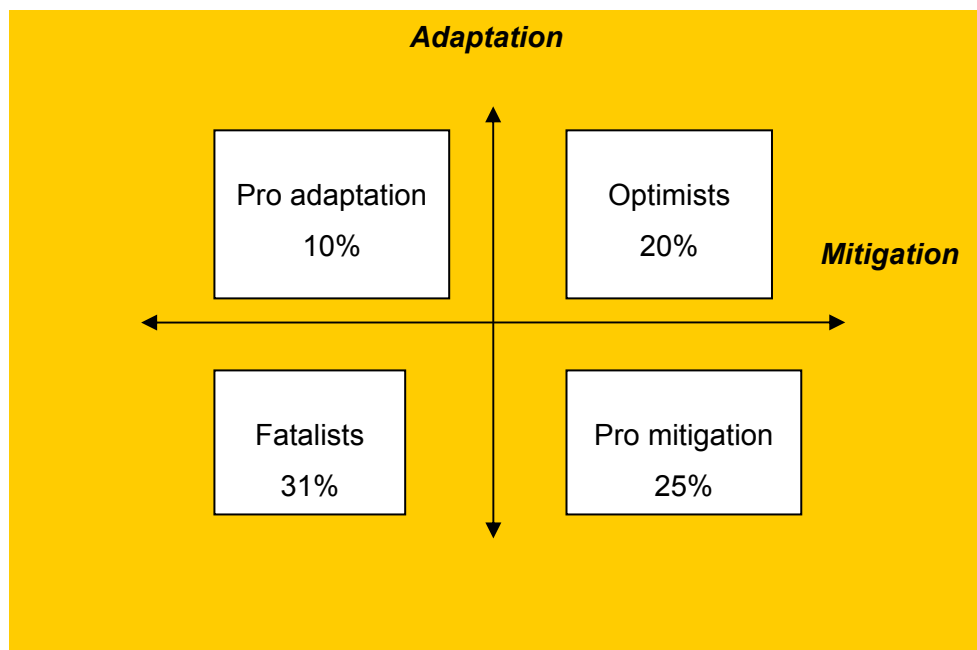 Adaptation
Pro adaptation
10%
Optimists
20%
Mitigation
Fatalists
31%
Pro mitigation
25%